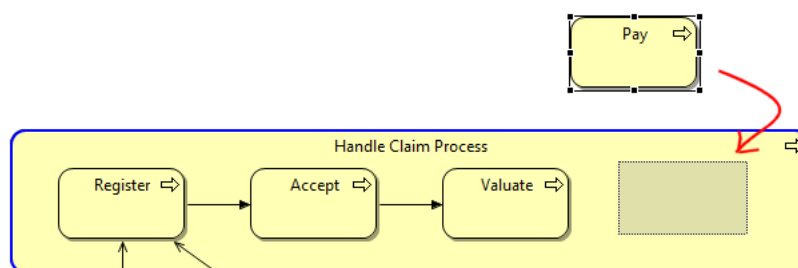 Pay
Handle Claim Process
Register
Accept
Valuate